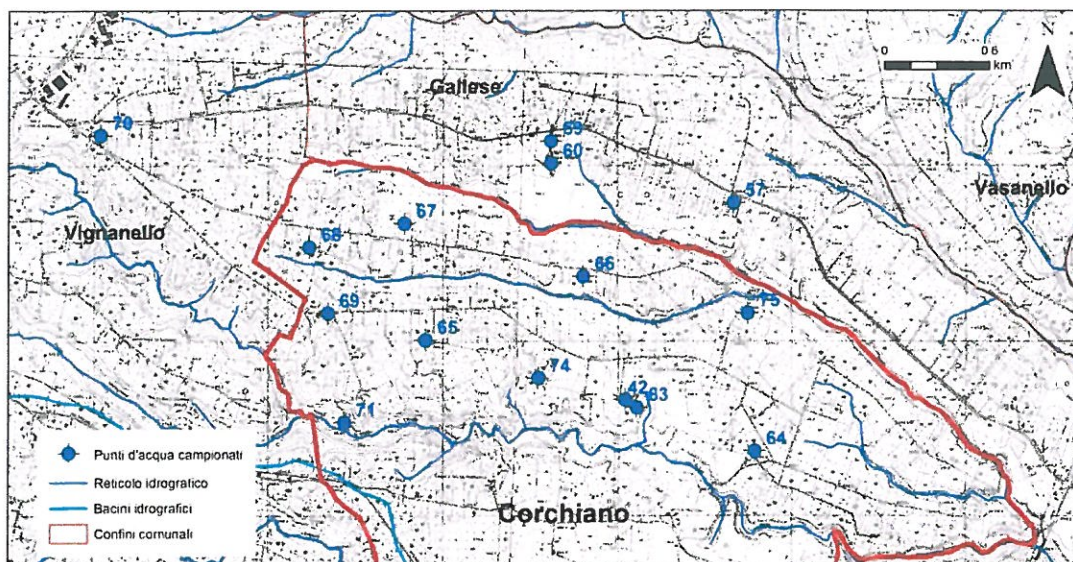 N
0 0.6
km
Gallese
70
59
60
57
Vasanello
67
Vignanello
68
66
69
75
65
74
42
63
71
64
Punti d'acqua campionati
Reticolo idrografico
Bacini idrografici
Confini comunali
Corchiano